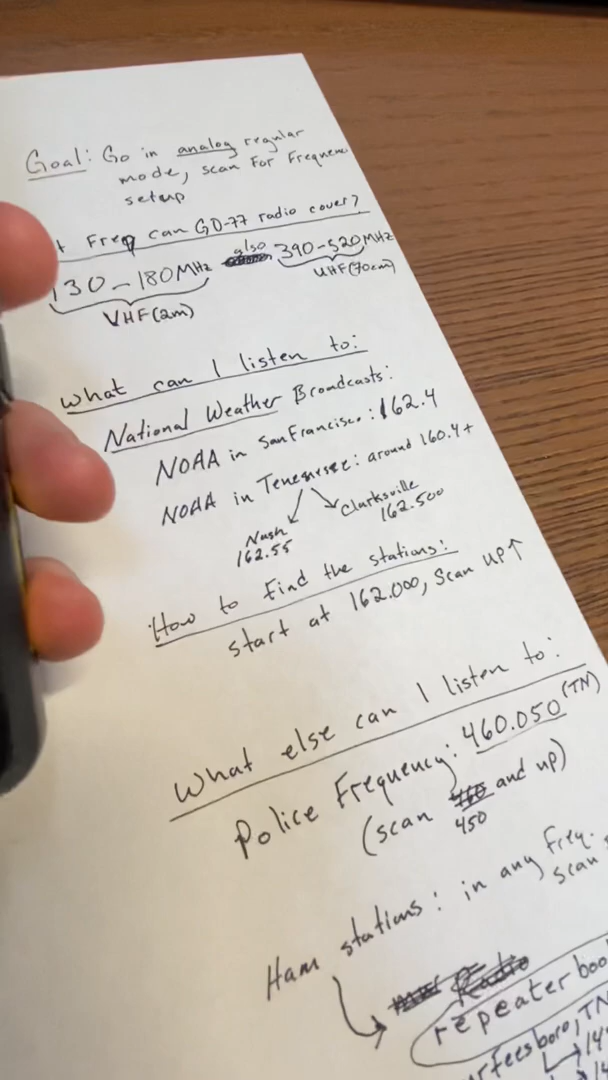 Goal: Go in analog regular
mode, scan for Frequenc
setup
t Freq can GD-77 radio cover?
130-180MHz also 390-520MHz
VHF(2m) UHF(70cm)
what can I listen to:
National Weather Broadcasts:
NOAA in San Francisco: 162.4
NOAA in Tenenessee: around 160.4+
Nash Clarksville
162.55 162.500
How to find the stations:
start at 162.000, Scan up↑
What else can I listen to:
Police Frequency: 460.050 (TN)
(scan 460 and up)
450
Ham stations: in any freq.
scan
Radio
repeater boo
rfeesboro, TN
14
14